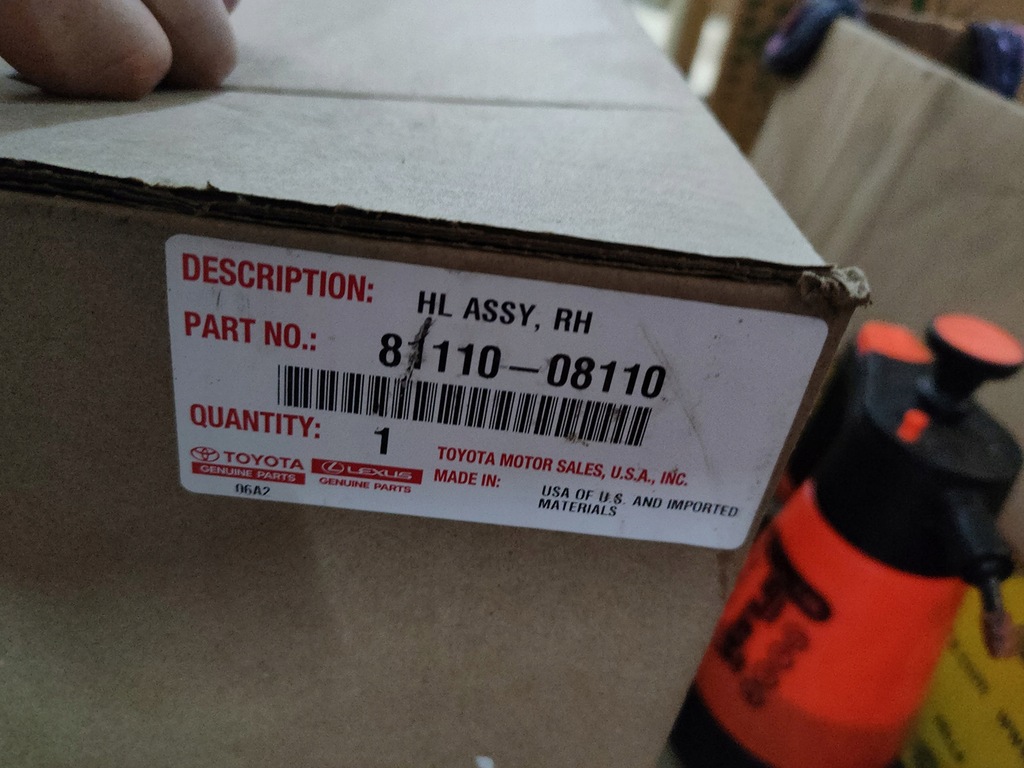 DESCRIPTION:
HL ASSY, RH
PART NO.:
81110-08110
QUANTITY:
1
TOYOTA
GENUINE PARTS
LEXUS
GENUINE PARTS
06A2
TOYOTA MOTOR SALES, U.S.A., INC.
MADE IN:
USA OF U.S. AND IMPORTED
MATERIALS